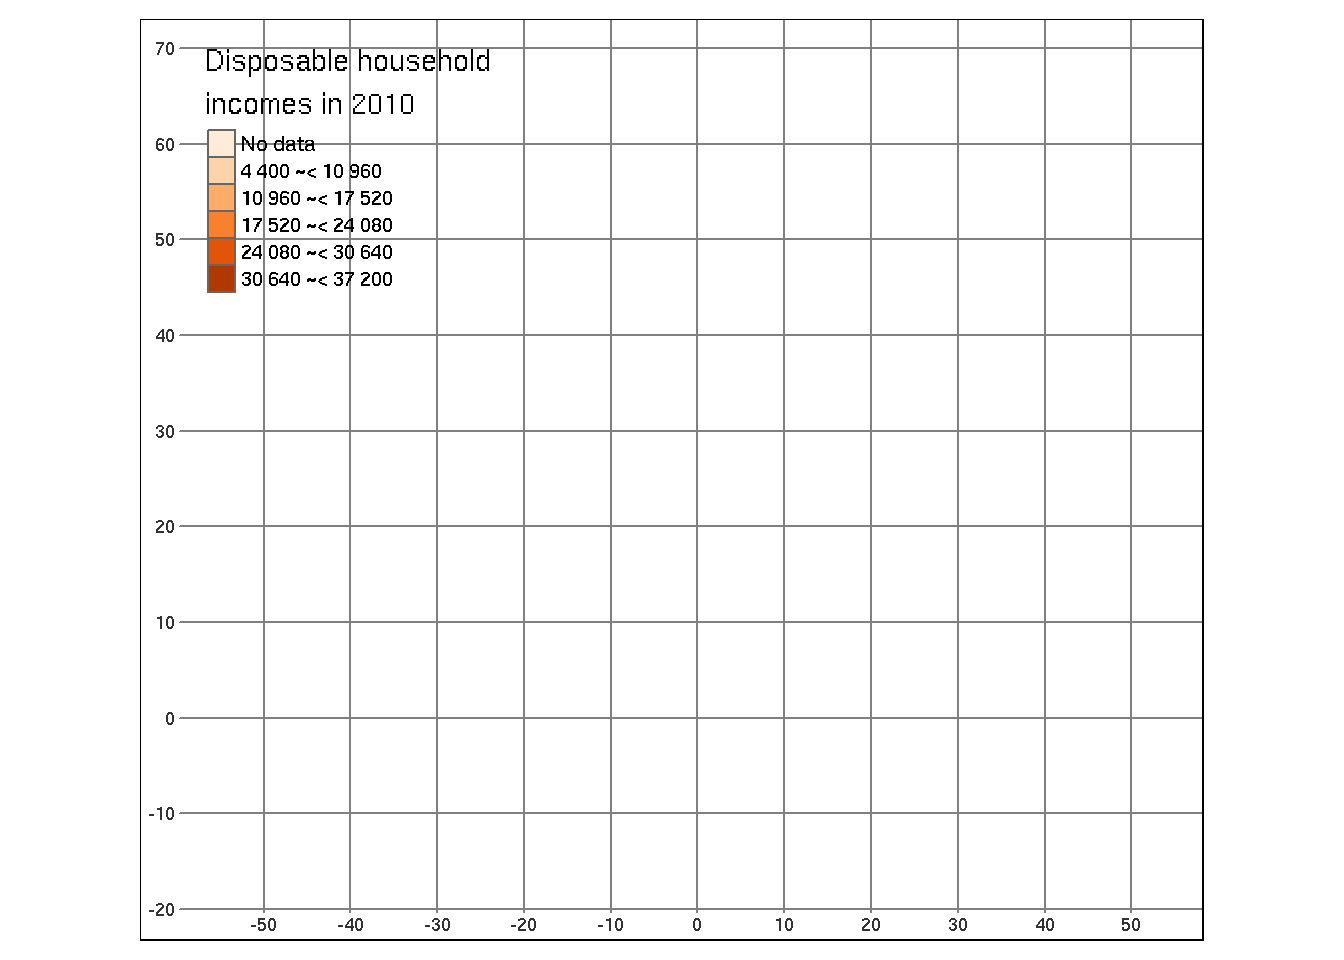 Disposable household
incomes in 2010
No data
4 400 ~< 10 960
10 960 ~< 17 520
17 520 ~< 24 080
24 080 ~< 30 640
30 640 ~< 37 200
70
60
50
40
30
20
10
0
-10
-20
-50 -40 -30 -20 -10 0 10 20 30 40 50